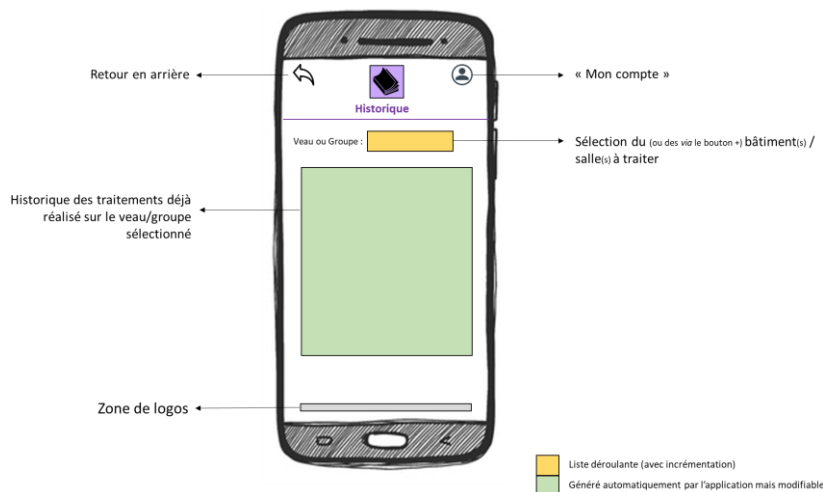 Retour en arrière
« Mon compte »
Historique
Veau ou Groupe :
Sélection du (ou des via le bouton +) bâtiment(s) /
salle(s) à traiter
Historique des traitements déjà
réalisé sur le veau/groupe
sélectionné
Zone de logos
Liste déroulante (avec incrémentation)
Généré automatiquement par l'application mais modifiable